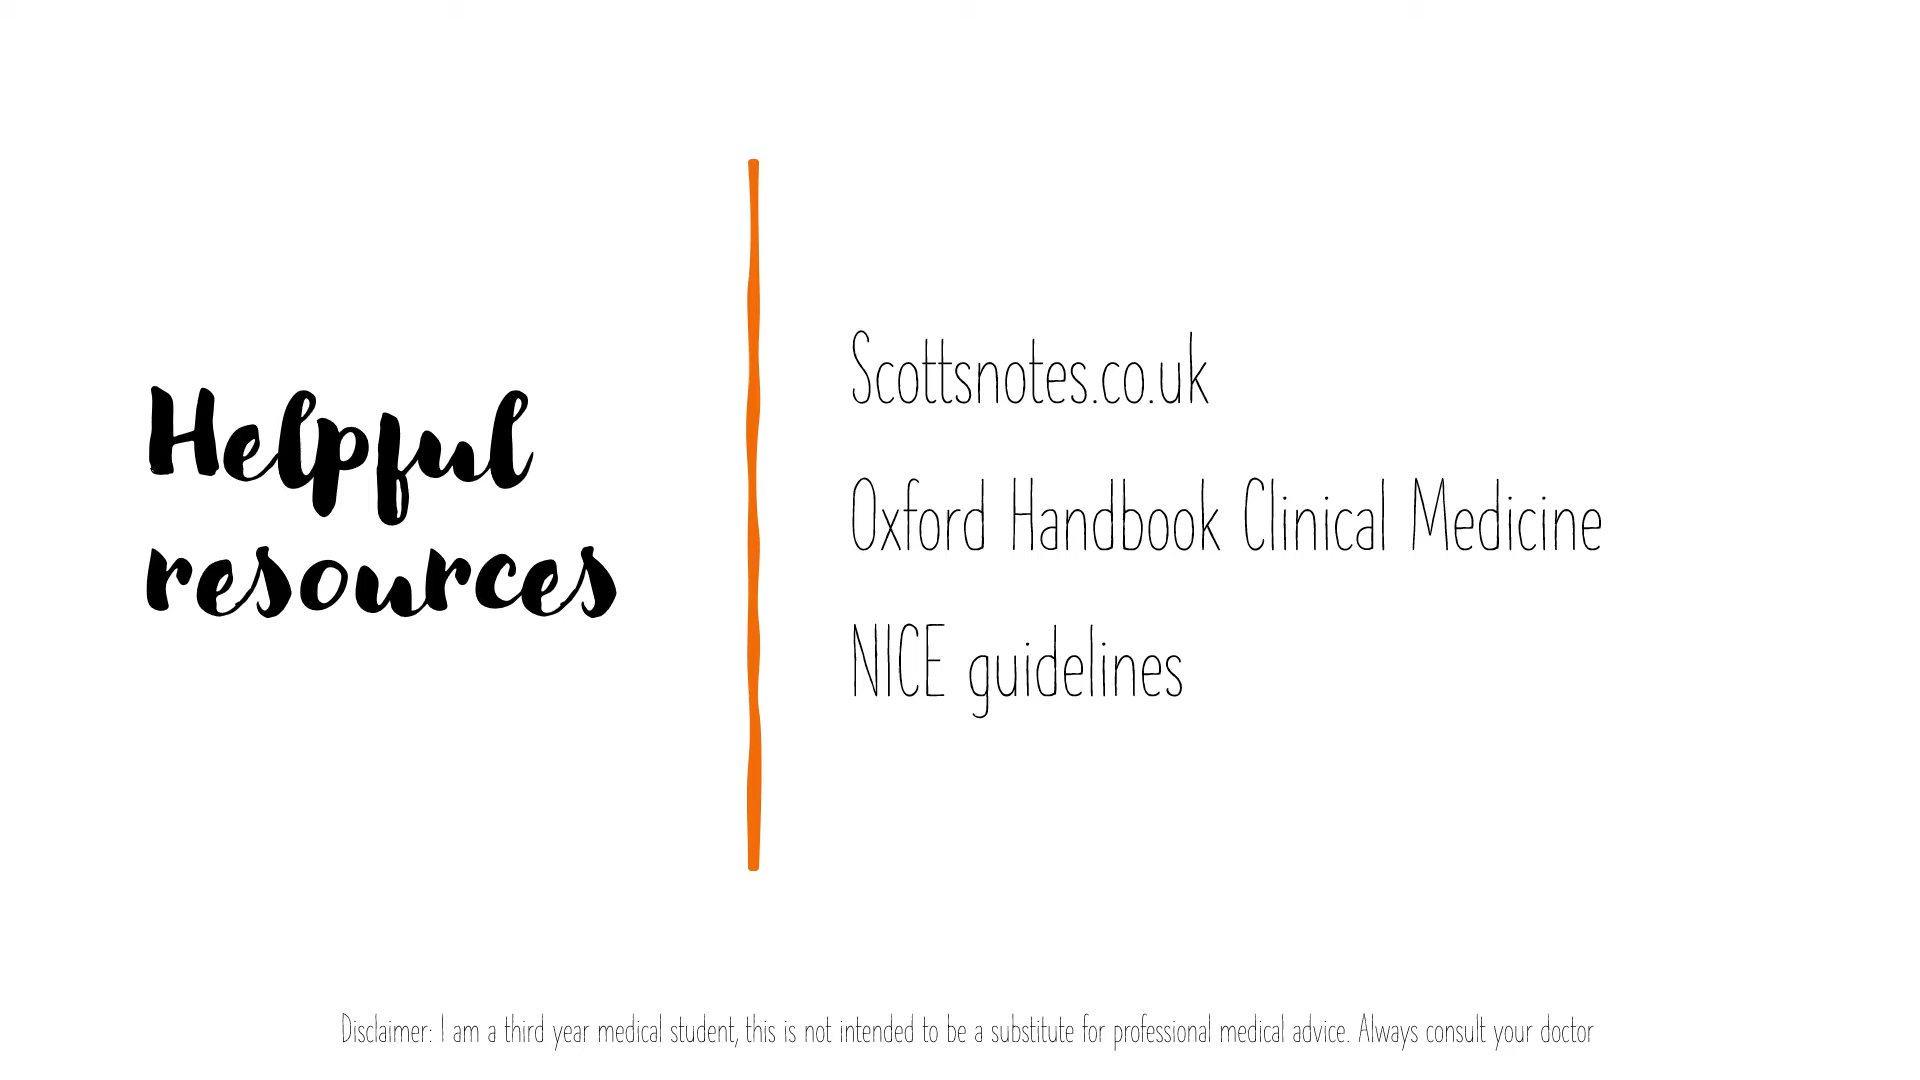 Helpful
resources
Scottsnotes.co.uk
Oxford Handbook Clinical Medicine
NICE guidelines
Disclaimer: I am a third year medical student, this is not intended to be a substitute for professional medical advice. Always consult your doctor